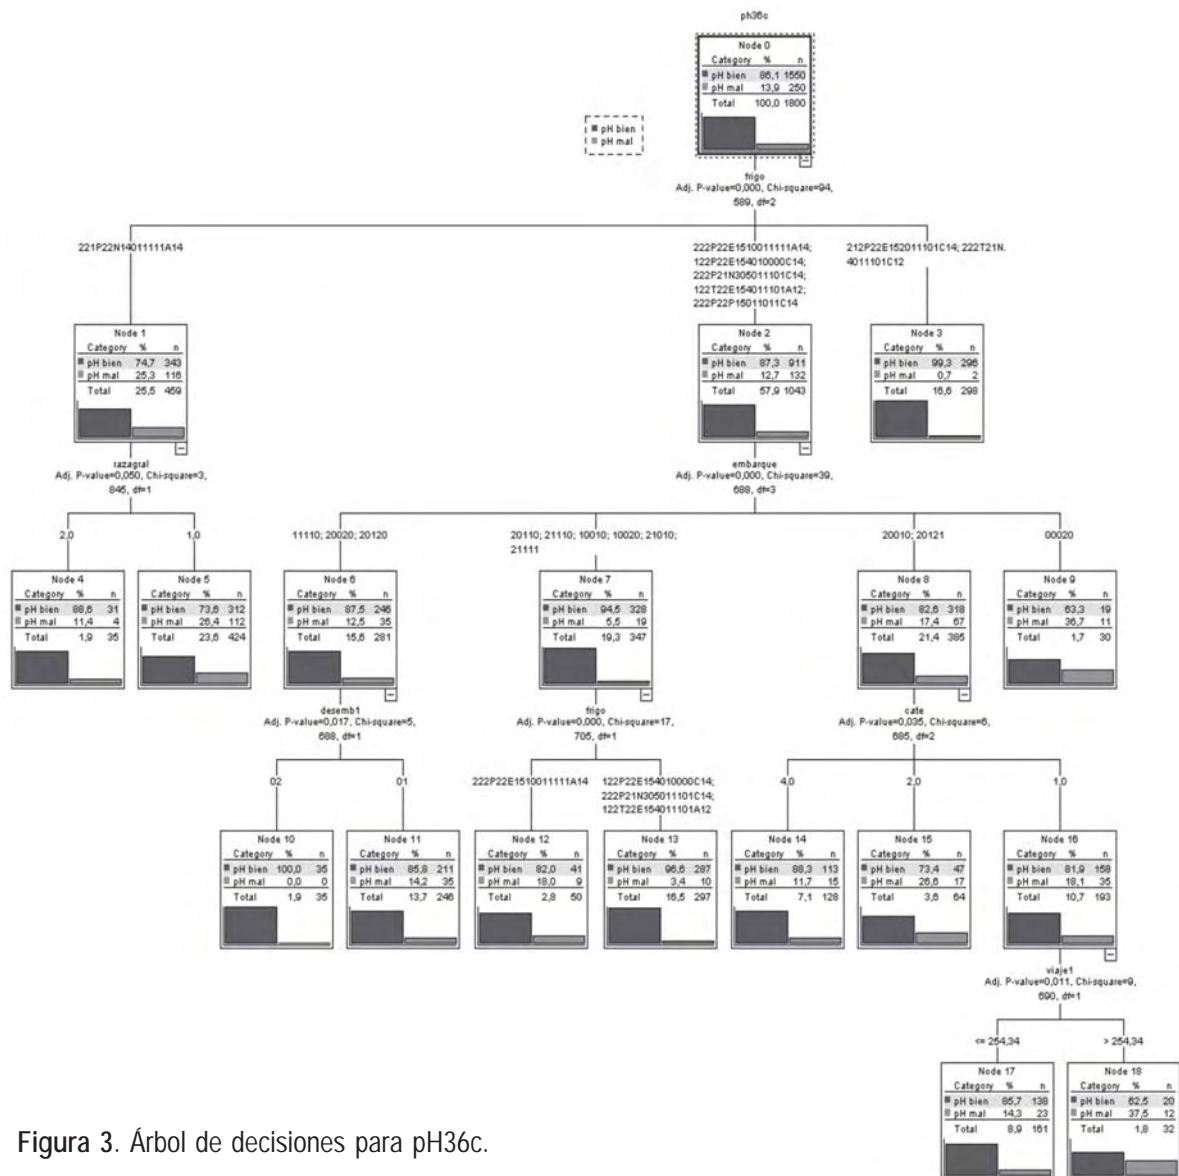 ph36c
Node 0
Category % n
pH bien 86,1 1550
pH mal 13,9 250
Total 100,0 1800
pH bien
pH mal
frigo
Adj. P-value=0,000, Chi-square=94,
589, df=2
221P22N14011111A14
222P22E1510011111A14;
122P22E154010000C14;
222P21N305011101C14;
122T22E154011101A12;
222P22P15011011C14
212P22E152011101C14; 222T21N.
4011101C12
Node 1
Category % n
pH bien 74,7 343
pH mal 25,3 116
Total 25,5 459
Node 2
Category % n
pH bien 87,3 911
pH mal 12,7 132
Total 57,9 1043
Node 3
Category % n
pH bien 99,3 296
pH mal 0,7 2
Total 16,6 298
razagral
Adj. P-value=0,050, Chi-square=3,
845, df=1
embarque
Adj. P-value=0,000, Chi-square=39,
688, df=3
2,0
1,0
11110; 20020; 20120
20110; 21110; 10010; 10020; 21010;
21111
20010; 20121
00020
Node 4
Category % n
pH bien 88,6 31
pH mal 11,4 4
Total 1,9 35
Node 5
Category % n
pH bien 73,6 312
pH mal 26,4 112
Total 23,6 424
Node 6
Category % n
pH bien 87,5 246
pH mal 12,5 35
Total 15,6 281
Node 7
Category % n
pH bien 94,5 328
pH mal 5,5 19
Total 19,3 347
Node 8
Category % n
pH bien 82,6 318
pH mal 17,4 67
Total 21,4 385
Node 9
Category % n
pH bien 63,3 19
pH mal 36,7 11
Total 1,7 30
desemb1
Adj. P-value=0,017, Chi-square=5,
688, df=1
frigo
Adj. P-value=0,000, Chi-square=17,
705, df=1
cate
Adj. P-value=0,035, Chi-square=6,
685, df=2
02
01
222P22E1510011111A14
122P22E154010000C14;
222P21N305011101C14;
122T22E154011101A12
4,0
2,0
1,0
Node 10
Category % n
pH bien 100,0 35
pH mal 0,0 0
Total 1,9 35
Node 11
Category % n
pH bien 85,8 211
pH mal 14,2 35
Total 13,7 246
Node 12
Category % n
pH bien 82,0 41
pH mal 18,0 9
Total 2,8 50
Node 13
Category % n
pH bien 96,6 287
pH mal 3,4 10
Total 16,5 297
Node 14
Category % n
pH bien 88,3 113
pH mal 11,7 15
Total 7,1 128
Node 15
Category % n
pH bien 73,4 47
pH mal 26,6 17
Total 3,6 64
Node 16
Category % n
pH bien 81,9 158
pH mal 18,1 35
Total 10,7 193
viaje1
Adj. P-value=0,011, Chi-square=9,
690, df=1
<= 254,34
> 254,34
Node 17
Category % n
pH bien 85,7 138
pH mal 14,3 23
Total 8,9 161
Node 18
Category % n
pH bien 62,5 20
pH mal 37,5 12
Total 1,8 32
Figura 3. Árbol de decisiones para pH36c.